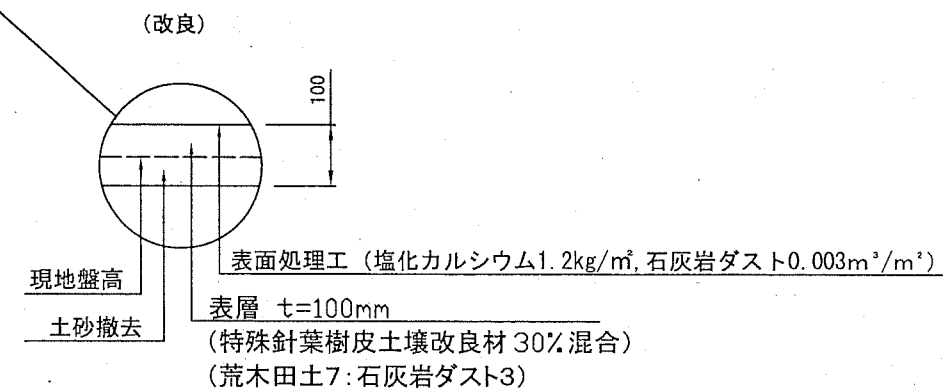 (改良)
100
表面処理工 (塩化カルシウム1.2kg/㎡, 石灰岩ダスト0.003m³/m²)
現地盤高
表層 t=100mm
土砂撤去
(特殊針葉樹皮土壌改良材 30%混合)
(荒木田土7:石灰岩ダスト3)